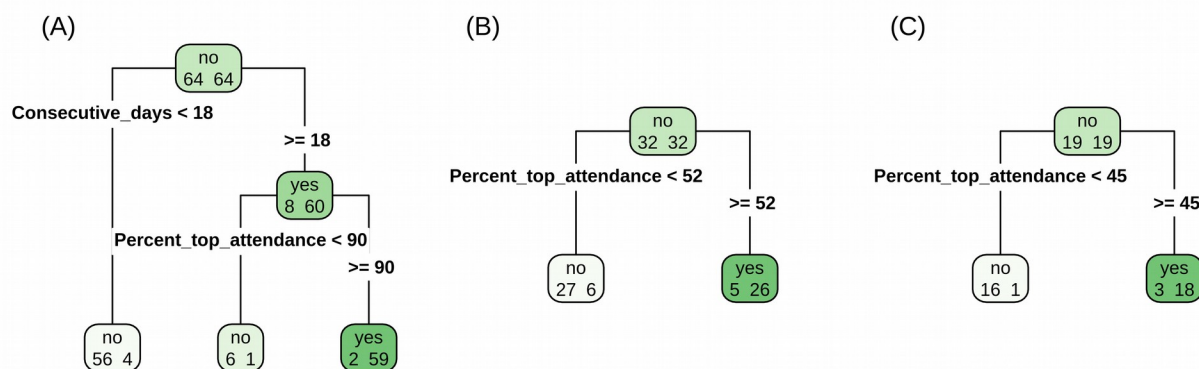 (A)
no
64 64
Consecutive_days < 18
>= 18
yes
8 60
Percent_top_attendance < 90
>= 90
no
56 4
no
6 1
yes
2 59
(B)
no
32 32
Percent_top_attendance < 52
>= 52
no
27 6
yes
5 26
(C)
no
19 19
Percent_top_attendance < 45
>= 45
no
16 1
yes
3 18